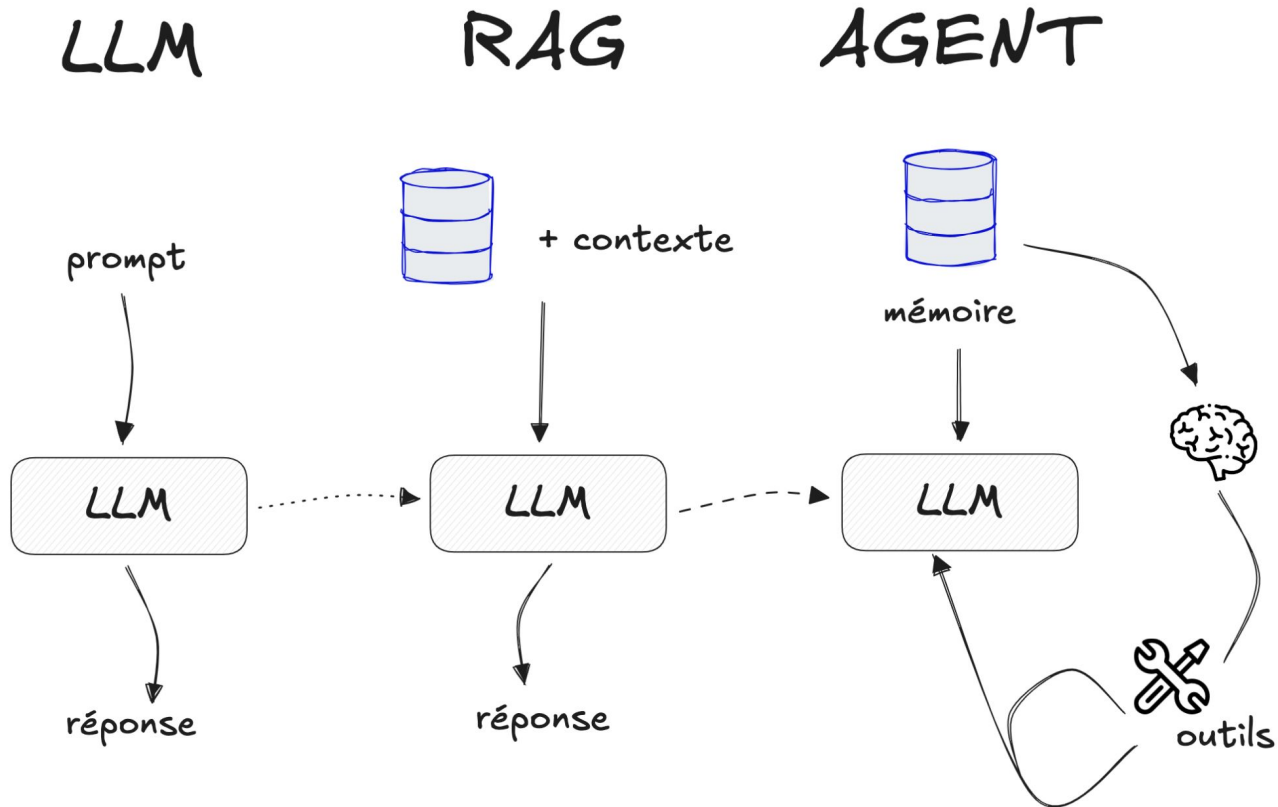 LLM
RAG
AGENT
prompt
+ contexte
mémoire
LLM
LLM
LLM
réponse
réponse
outils